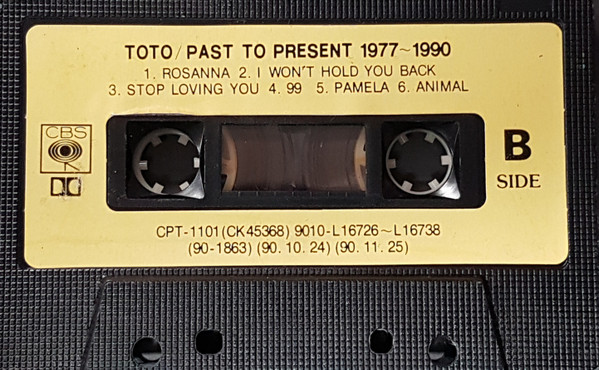 TOTO/PAST TO PRESENT 1977~1990
1. ROSANNA 2. I WON'T HOLD YOU BACK
3. STOP LOVING YOU 4. 99 5. PAMELA 6. ANIMAL
CBS
B
SIDE
CPT-1101(CK45368) 9010-L16726~L16738
(90-1863) (90. 10. 24) (90. 11. 25)